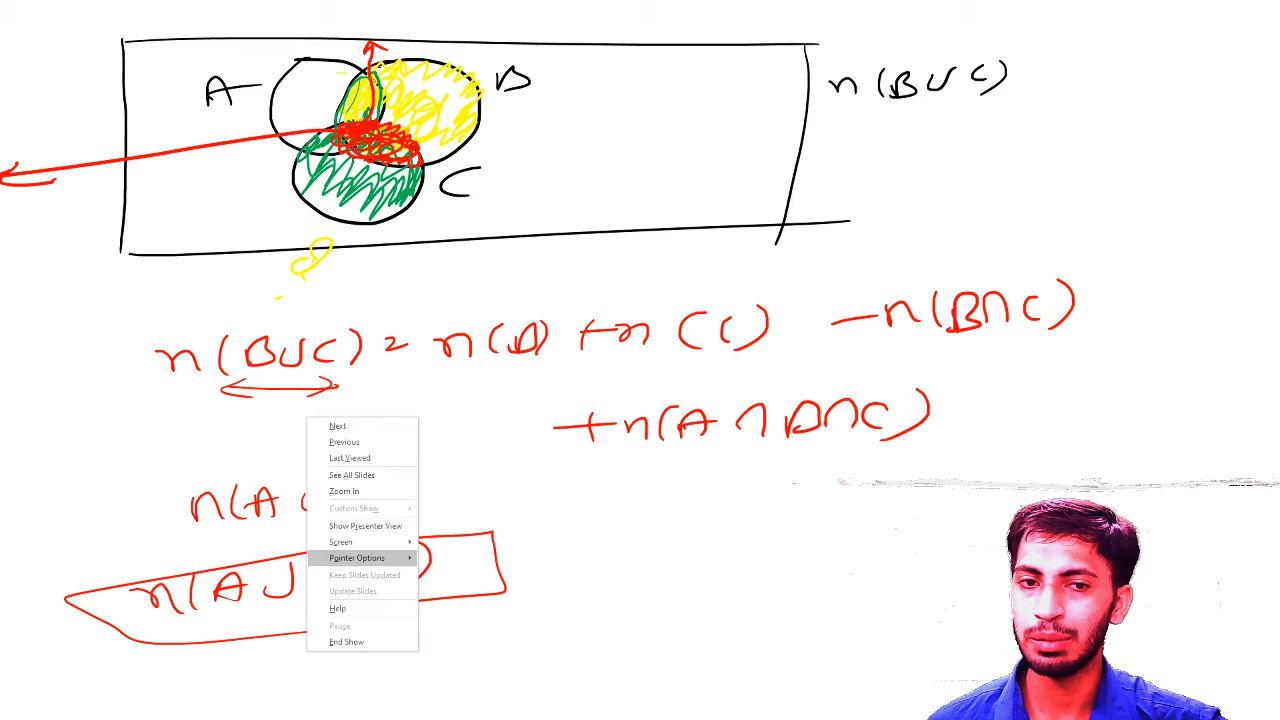 A
B
n (B∪C)
C
n(B∪C) = n(B) + n(C) - n(B∩C)
+n(A∩B∩C)
n(A
n(A∪
Next
Previous
Last Viewed
See All Slides
Zoom In
Custom Show
Show Presenter View
Screen
Pointer Options
Keep Slides Updated
Update Slides
Help
Pause
End Show